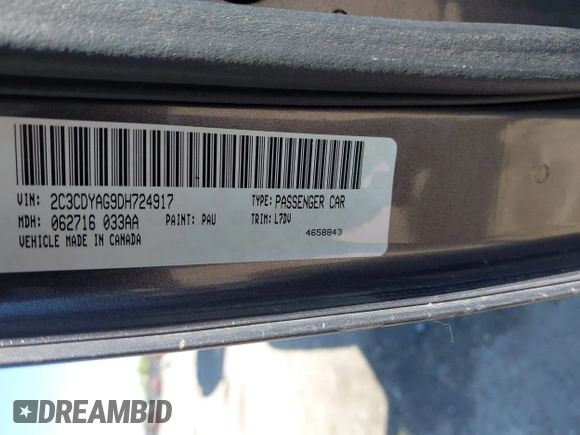 VIN: 2C3CDYAG9DH724917 TYPE: PASSENGER CAR
MDH: 062716 033AA PAINT: PAU TRIM: L7DV
VEHICLE MADE IN CANADA 4658843
DREAMBID